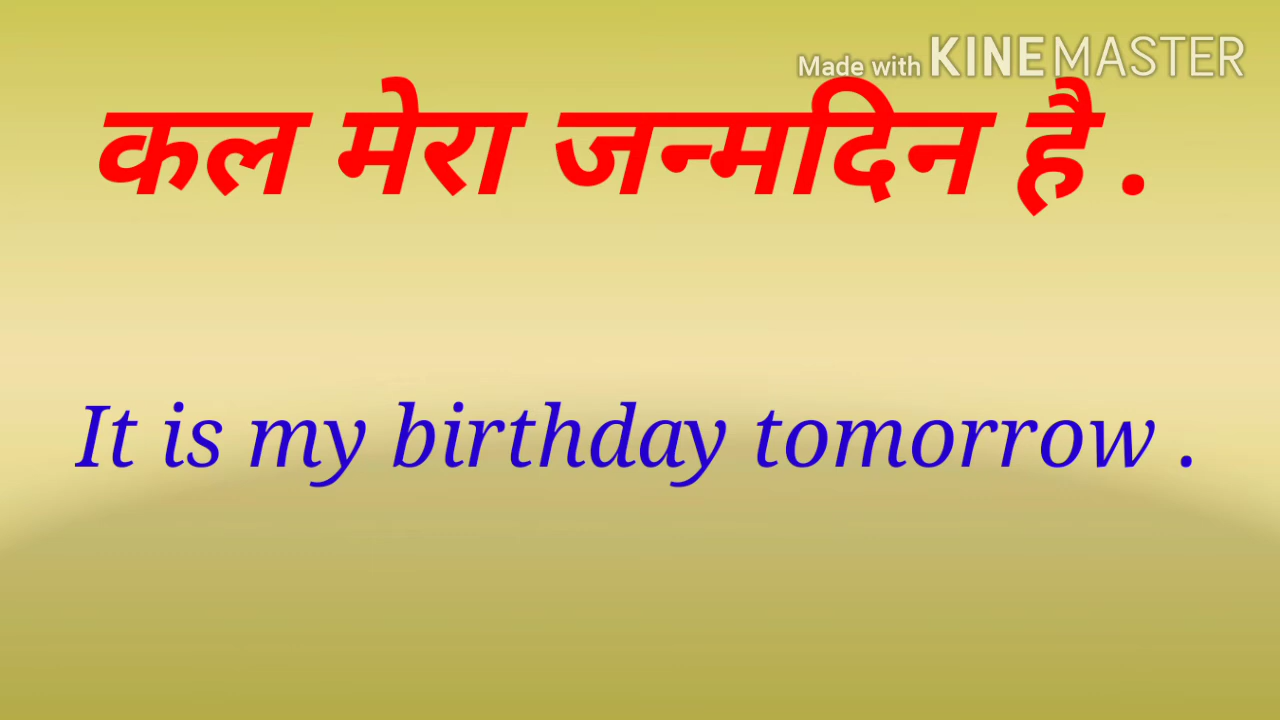 Made with KINEMASTER
कल मेरा जन्मदिन है .
It is my birthday tomorrow .